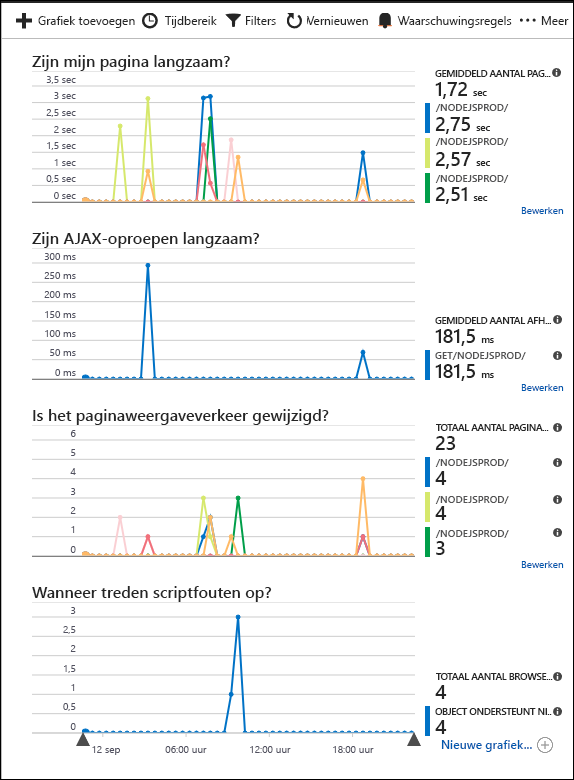 Grafiek toevoegen Tijdbereik Filters Vernieuwen Waarschuwingsregels Meer
Zijn mijn pagina langzaam?
3,5 sec
3 sec
2,5 sec
2 sec
1,5 sec
1 sec
0,5 sec
0 sec
GEMIDDELD AANTAL PAG...
1,72 sec
/NODEJSPROD/
2,75 sec
/NODEJSPROD/
2,57 sec
/NODEJSPROD/
2,51 sec
Bewerken
Zijn AJAX-oproepen langzaam?
300 ms
250 ms
200 ms
150 ms
100 ms
50 ms
0 ms
GEMIDDELD AANTAL AFH...
181,5 ms
GET/NODEJSPROD/
181,5 ms
Bewerken
Is het paginaweergaveverkeer gewijzigd?
6
5
4
3
2
1
0
TOTAAL AANTAL PAGINA...
23
/NODEJSPROD/
4
/NODEJSPROD/
4
/NODEJSPROD/
3
Bewerken
Wanneer treden scriptfouten op?
3
2,5
2
1,5
1
0,5
0
12 sep 06:00 uur 12:00 uur 18:00 uur
TOTAAL AANTAL BROWSE...
4
OBJECT ONDERSTEUNT NI...
4
Nieuwe grafiek...